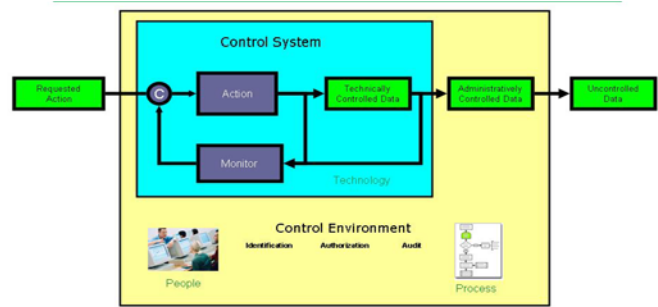 Control System
Requested
Action
C
Action
Technically
Controlled Data
Administratively
Controlled Data
Uncontrolled
Data
Monitor
Technology
Control Environment
Identification Authorization Audit
People
Process